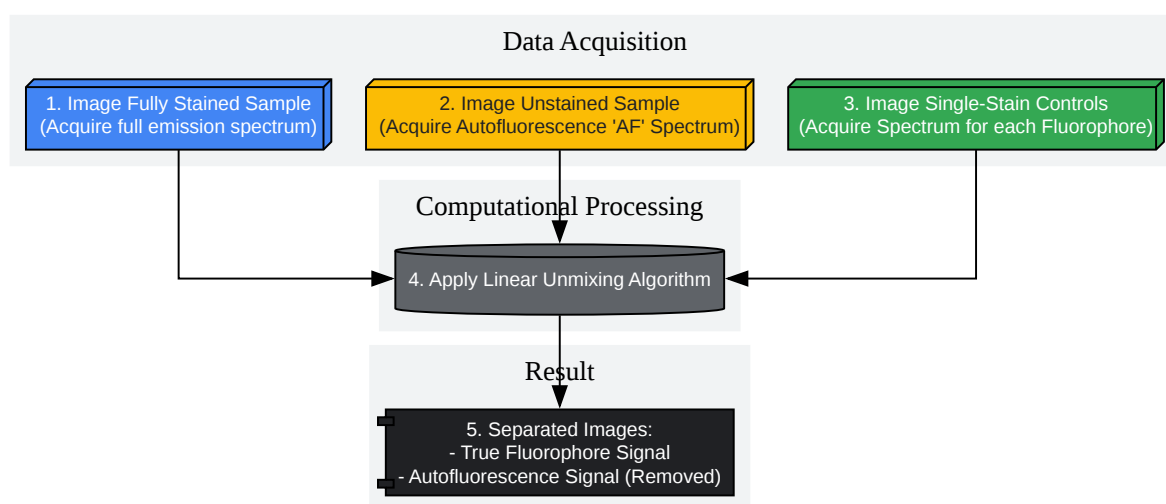 Data Acquisition
1. Image Fully Stained Sample
(Acquire full emission spectrum)
2. Image Unstained Sample
(Acquire Autofluorescence 'AF' Spectrum)
3. Image Single-Stain Controls
(Acquire Spectrum for each Fluorophore)
Computational Processing
4. Apply Linear Unmixing Algorithm
Result
5. Separated Images:
- True Fluorophore Signal
- Autofluorescence Signal (Removed)